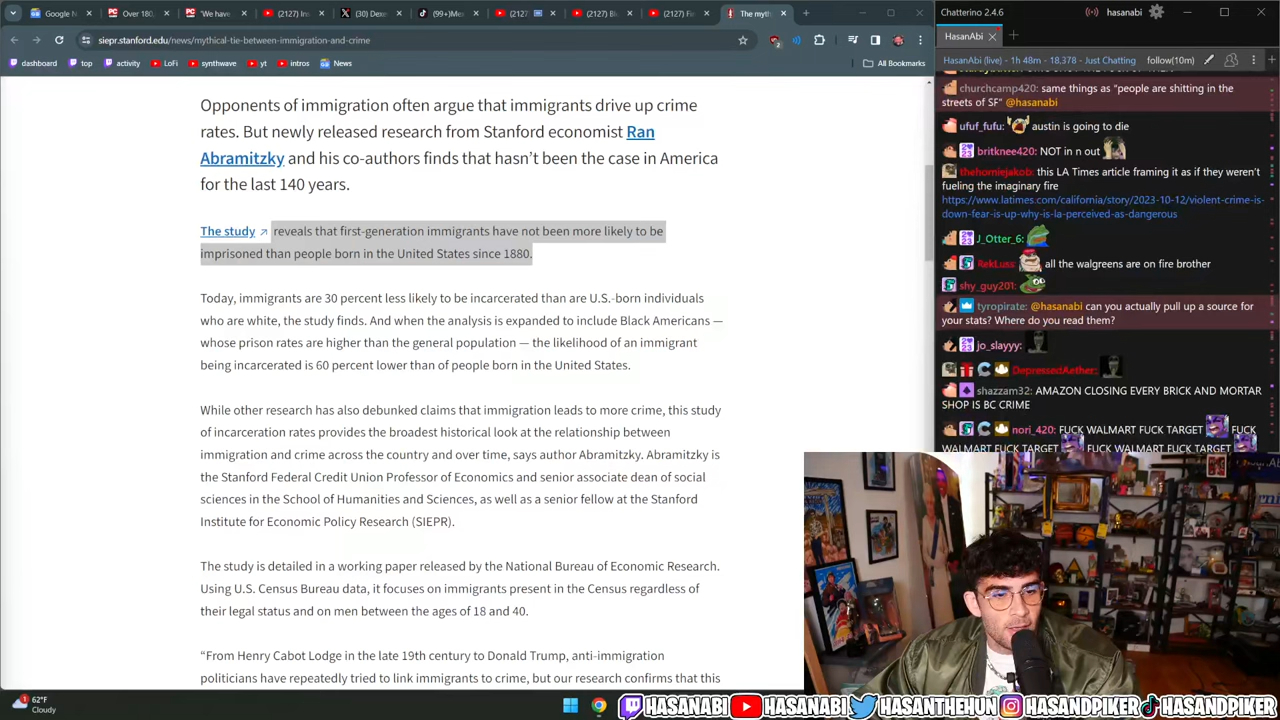 Google N
Over 180,
'We have
(2127) In
(30) Dexe
(99+)Me
(2127)
(2127) Bl
(2127) Fi
The myth
siepr.stanford.edu/news/mythical-tie-between-immigration-and-crime
dashboard
top
activity
LoFi
synthwave
yt
intros
News
All Bookmarks
Opponents of immigration often argue that immigrants drive up crime
rates. But newly released research from Stanford economist Ran
Abramitzky and his co-authors finds that hasn't been the case in America
for the last 140 years.
The study reveals that first-generation immigrants have not been more likely to be
imprisoned than people born in the United States since 1880.
Today, immigrants are 30 percent less likely to be incarcerated than are U.S.-born individuals
who are white, the study finds. And when the analysis is expanded to include Black Americans —
whose prison rates are higher than the general population — the likelihood of an immigrant
being incarcerated is 60 percent lower than of people born in the United States.
While other research has also debunked claims that immigration leads to more crime, this study
of incarceration rates provides the broadest historical look at the relationship between
immigration and crime across the country and over time, says author Abramitzky. Abramitzky is
the Stanford Federal Credit Union Professor of Economics and senior associate dean of social
sciences in the School of Humanities and Sciences, as well as a senior fellow at the Stanford
Institute for Economic Policy Research (SIEPR).
The study is detailed in a working paper released by the National Bureau of Economic Research.
Using U.S. Census Bureau data, it focuses on immigrants present in the Census regardless of
their legal status and on men between the ages of 18 and 40.
“From Henry Cabot Lodge in the late 19th century to Donald Trump, anti-immigration
politicians have repeatedly tried to link immigrants to crime, but our research confirms that this
62°F
Cloudy
Chatterino 2.4.6
hasanabi
HasanAbi
HasanAbi (live) - 1h 48m - 18,378 - Just Chatting
follow(10m)
churchcamp420: same things as “people are shitting in the
streets of SF” @hasanabi
ufuf_fufu: austin is going to die
britknee420: NOT in n out
thehomiejakob: this LA Times article framing it as if they weren't
fueling the imaginary fire
https://www.latimes.com/california/story/2023-10-12/violent-crime-is-
down-fear-is-up-why-is-la-perceived-as-dangerous
J_Otter_6:
RekLuss: all the walgreens are on fire brother
shy_guy201:
tyropirate: @hasanabi can you actually pull up a source for
your stats? Where do you read them?
jo_slayyy:
DepressedAether:
shazzam32: AMAZON CLOSING EVERY BRICK AND MORTAR
SHOP IS BC CRIME
nori_420: FUCK WALMART FUCK TARGET FUCK
WALMART FUCK TARGET FUCK WALMART FUCK TARGET
HASANABI HASANABI HASANTHEHUN HASANDPIKER HASANDPIKER